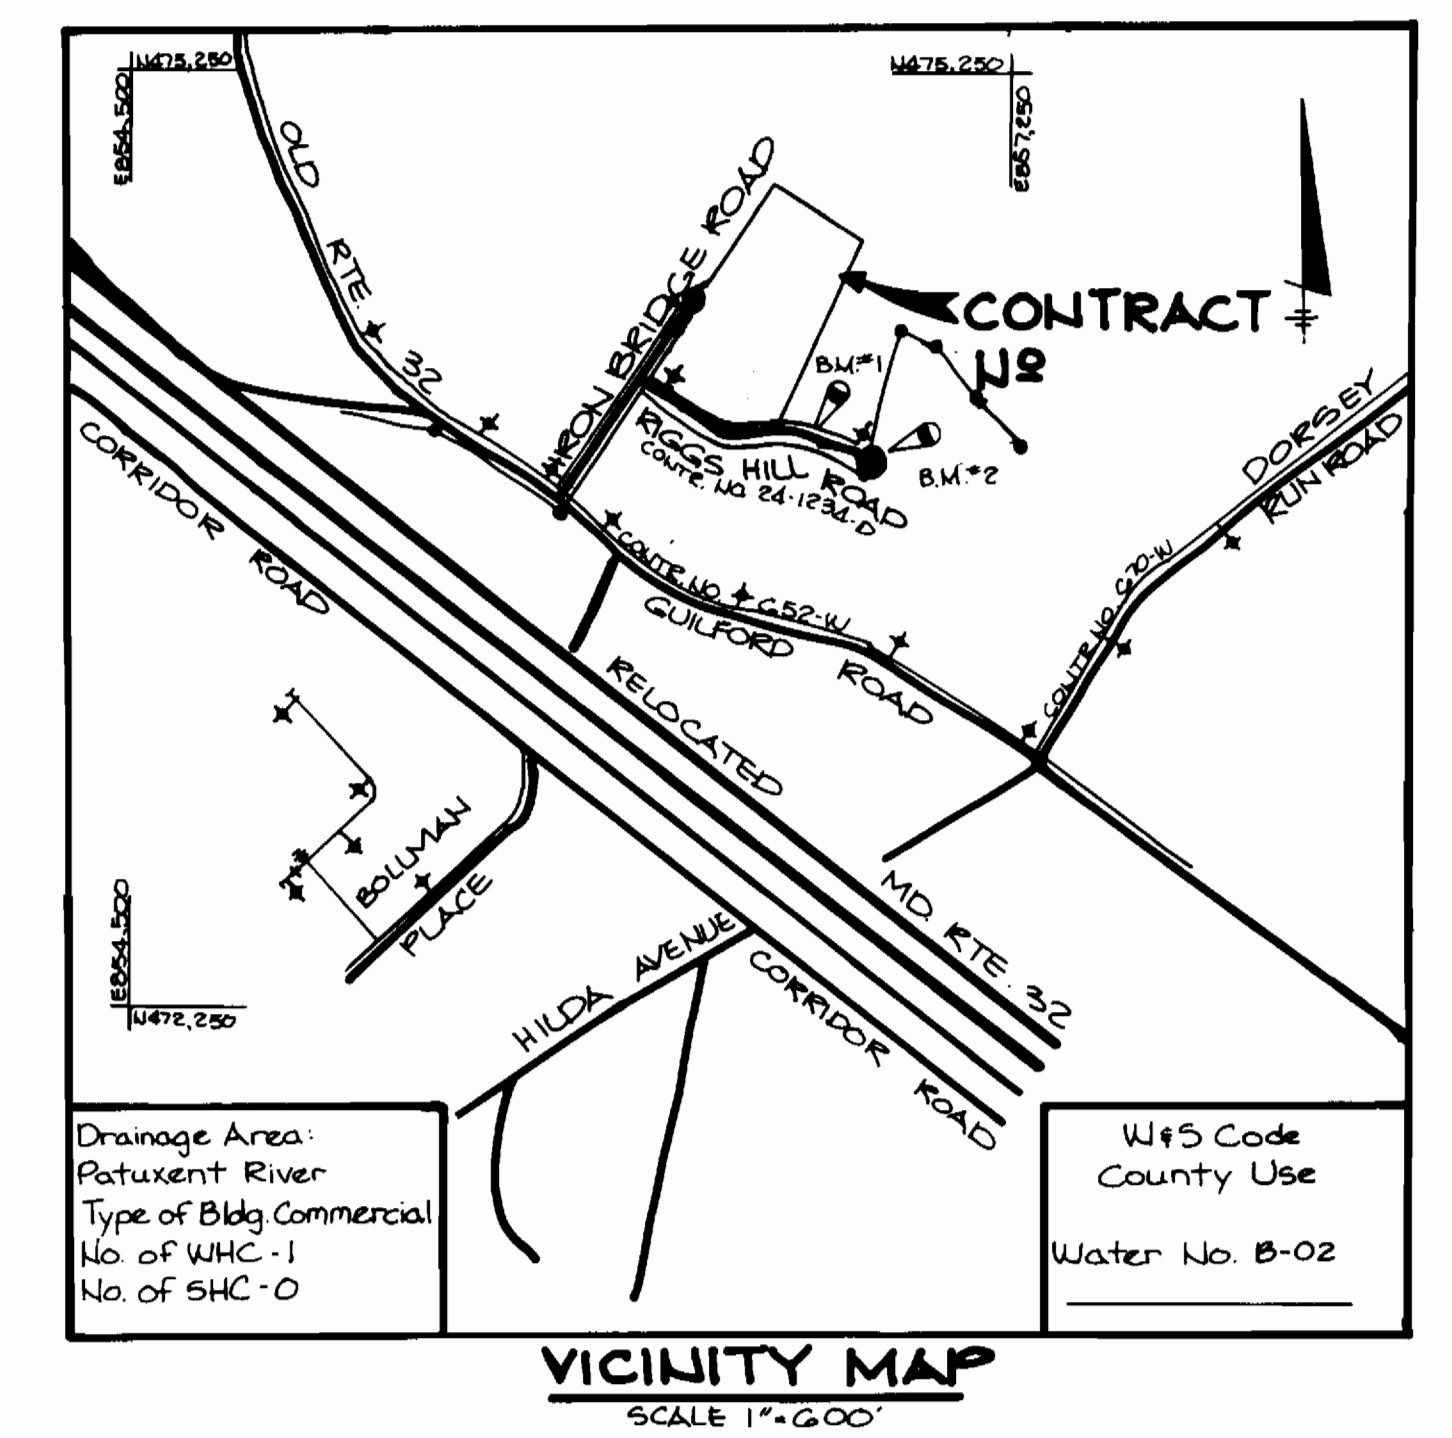 N475,250
E854,500
N475,250
E857,250
OLD RTE. 32
IRON BRIDGE ROAD
CONTRACT
Nº
B.M.#1
B.M.#2
RIGGS HILL ROAD
CONTR. NO. 24-1234-D
DORSEY
RUN ROAD
CONTR. NO. 670-W
CORRIDOR ROAD
CONTR. NO. 652-W
GUILFORD ROAD
RELOCATED
MD. RTE. 32
BOLLMAN
PLACE
HILDA AVENUE
CORRIDOR ROAD
E854,500
N472,250
Drainage Area:
Patuxent River
Type of Bldg. Commercial
No. of WHC - 1
No. of SHC - 0
W&S Code
County Use
Water No. B-02
VICINITY MAP
SCALE 1"=600'